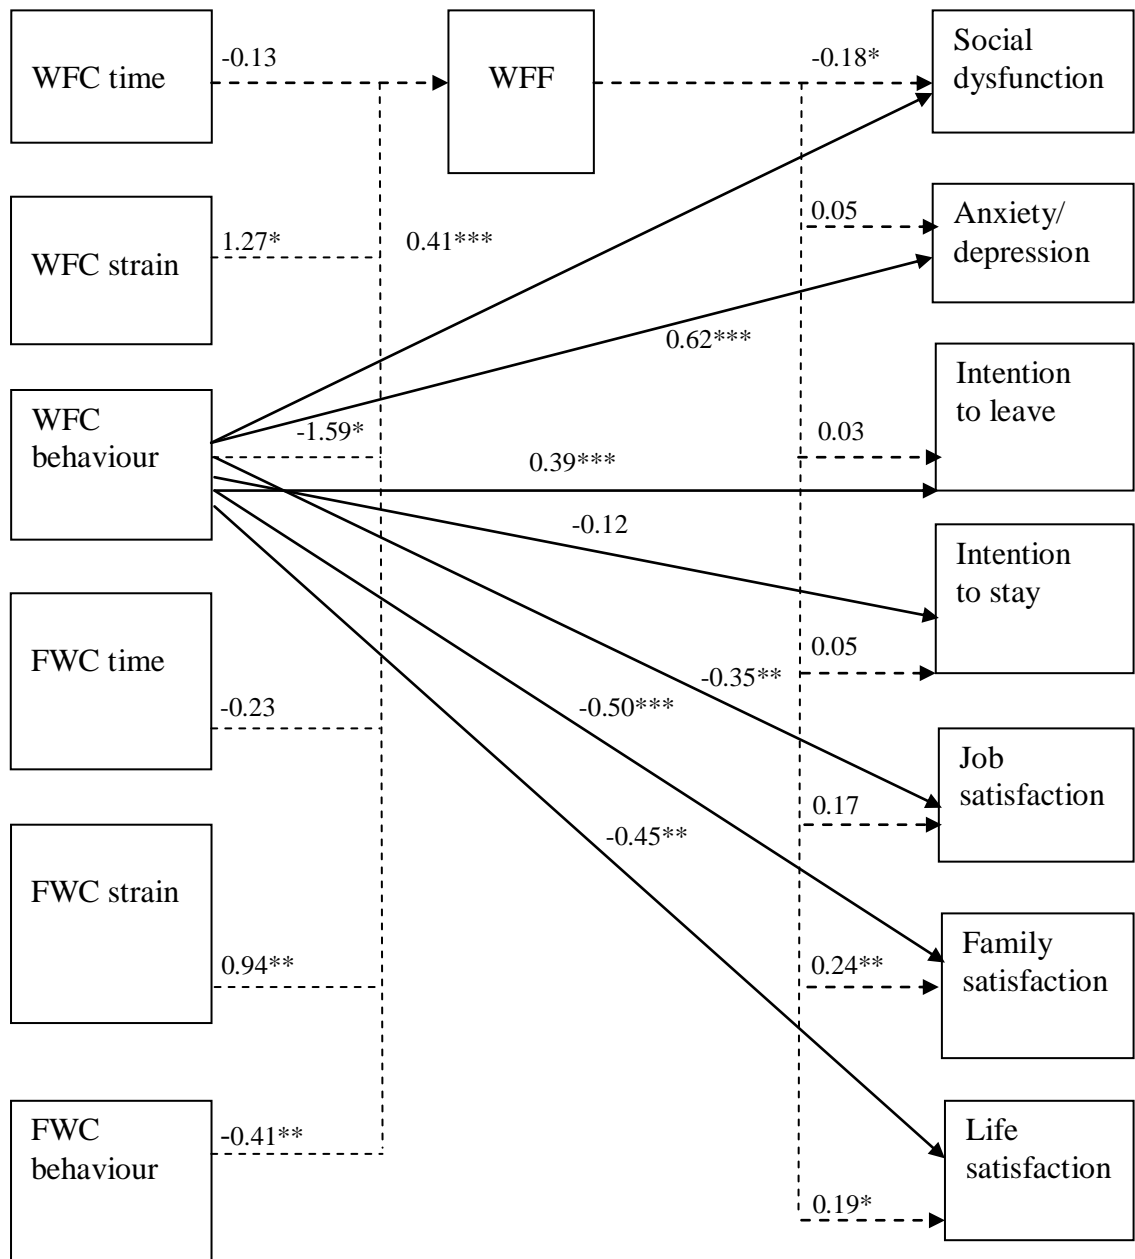 -0.13
-0.18*
WFC time
WFF
Social
dysfunction
WFC strain
1.27*
0.41***
0.05
Anxiety/
depression
0.62***
WFC
behaviour
-1.59*
0.39***
0.03
Intention
to leave
-0.12
Intention
to stay
FWC time
-0.23
-0.50***
-0.35**
0.05
Job
satisfaction
0.17
-0.45**
FWC strain
0.94**
0.24**
Family
satisfaction
FWC
behaviour
-0.41**
Life
satisfaction
0.19*